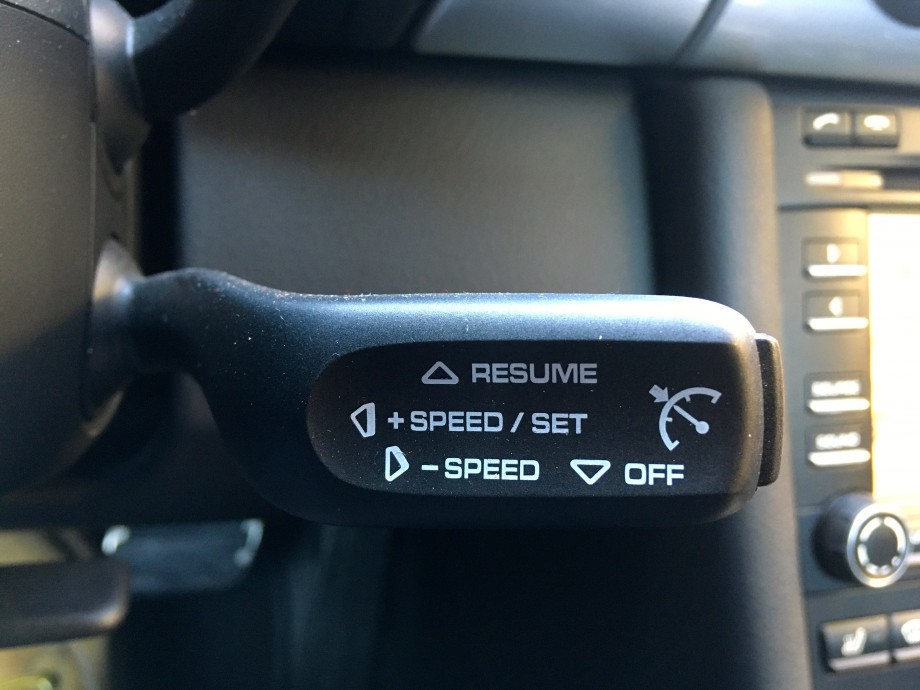 RESUME
+ SPEED / SET
− SPEED OFF